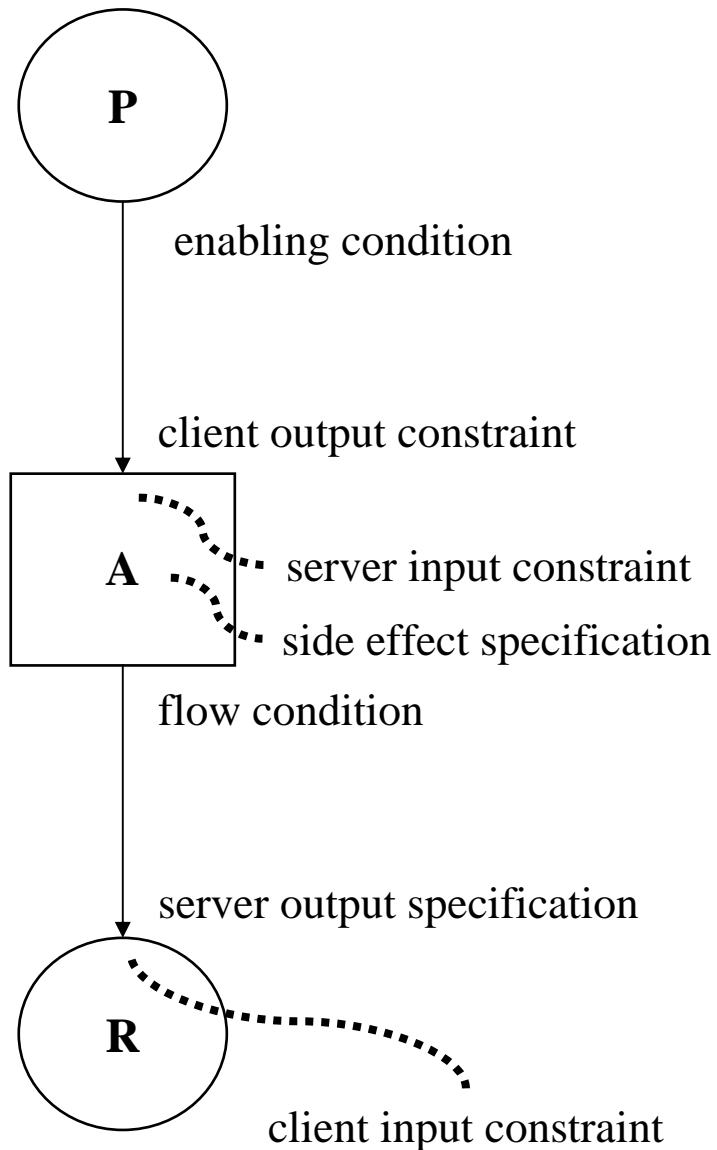 P
enabling condition
client output constraint
A
server input constraint
side effect specification
flow condition
server output specification
R
client input constraint